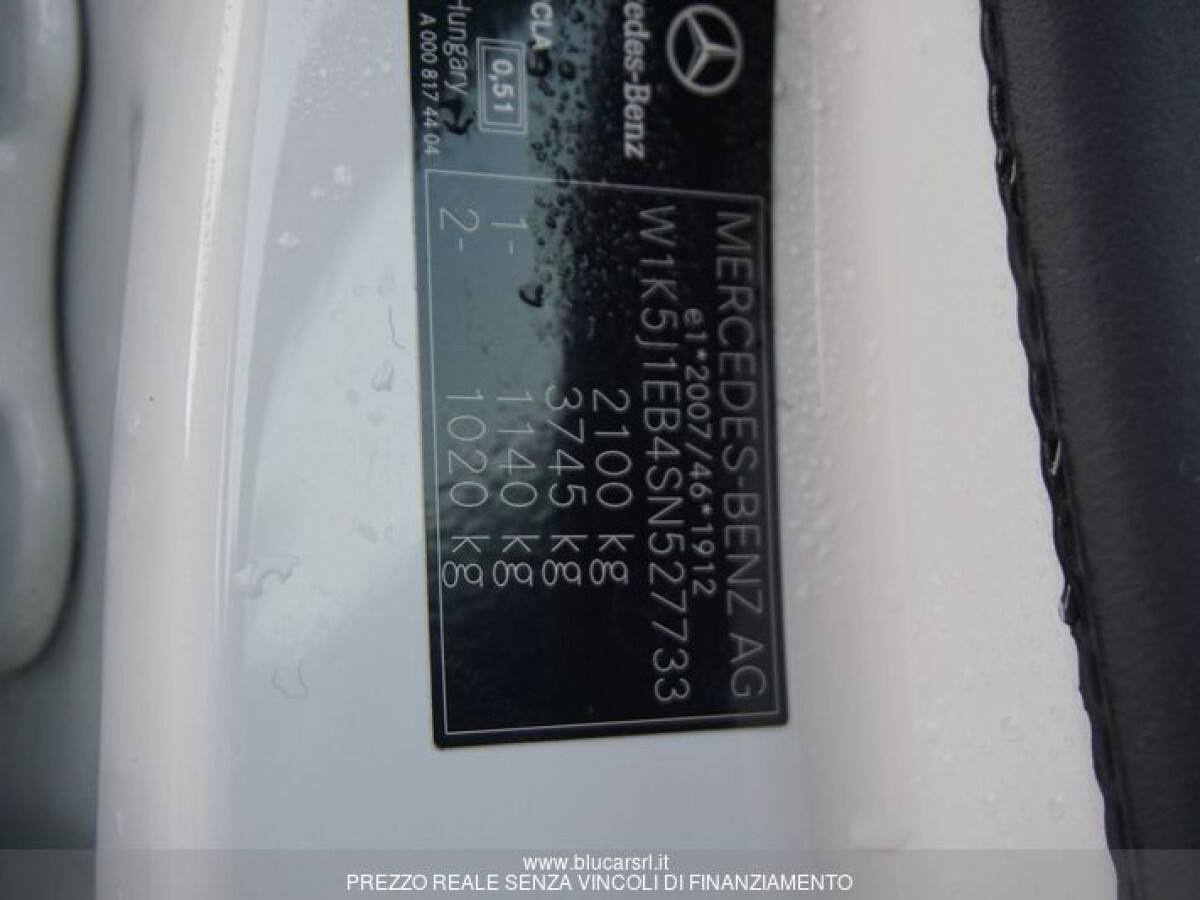 Mercedes-Benz
CLA
0,51
Hungary
A 000 817 44 04
MERCEDES-BENZ AG
e1*2007/46*1912
W1K5J1EB4SN527733
2100 kg
3745 kg
1- 1140 kg
2- 1020 kg
www.blucarsrl.it
PREZZO REALE SENZA VINCOLI DI FINANZIAMENTO